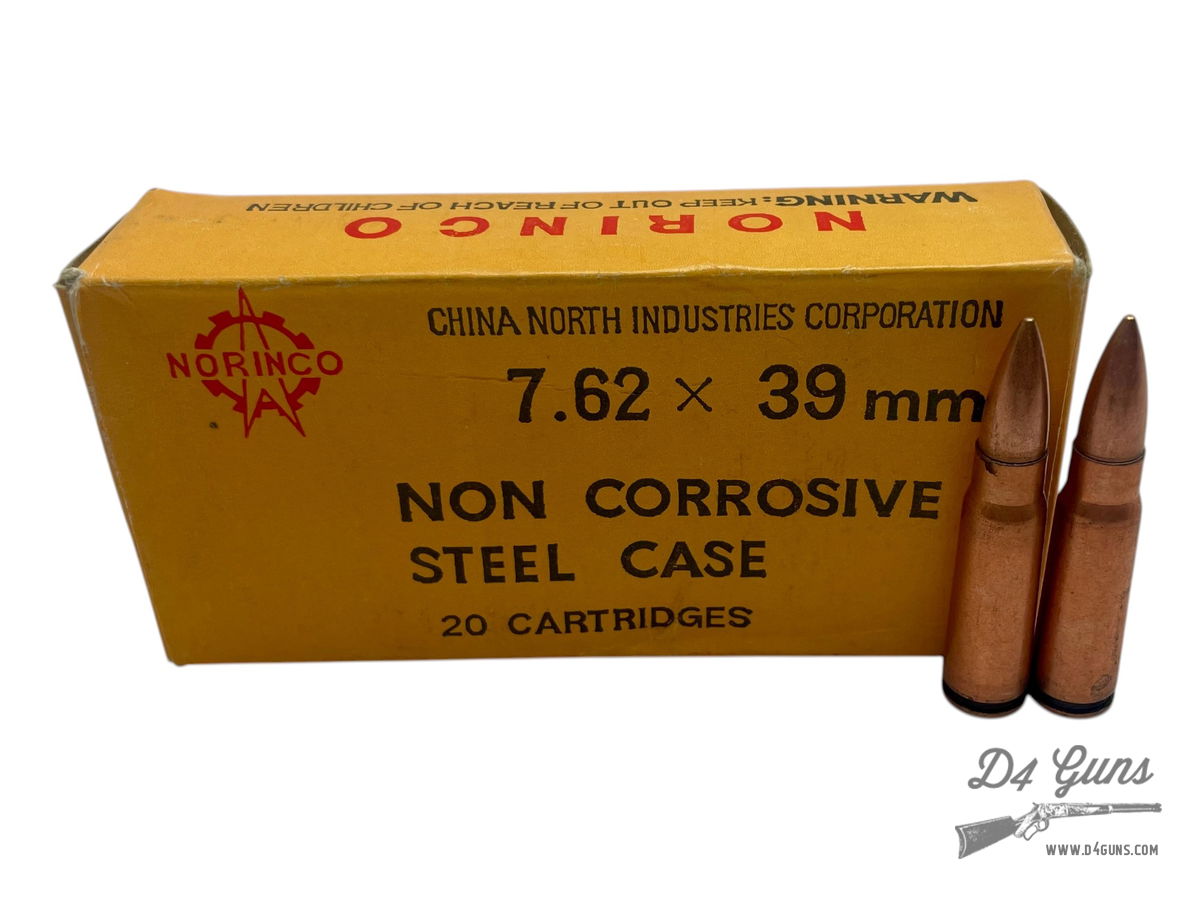 WARNING: KEEP OUT OF REACH OF CHILDREN
NORINCO
NORINCO
CHINA NORTH INDUSTRIES CORPORATION
7.62 × 39 mm
NON CORROSIVE
STEEL CASE
20 CARTRIDGES
D4 Guns
WWW.D4GUNS.COM